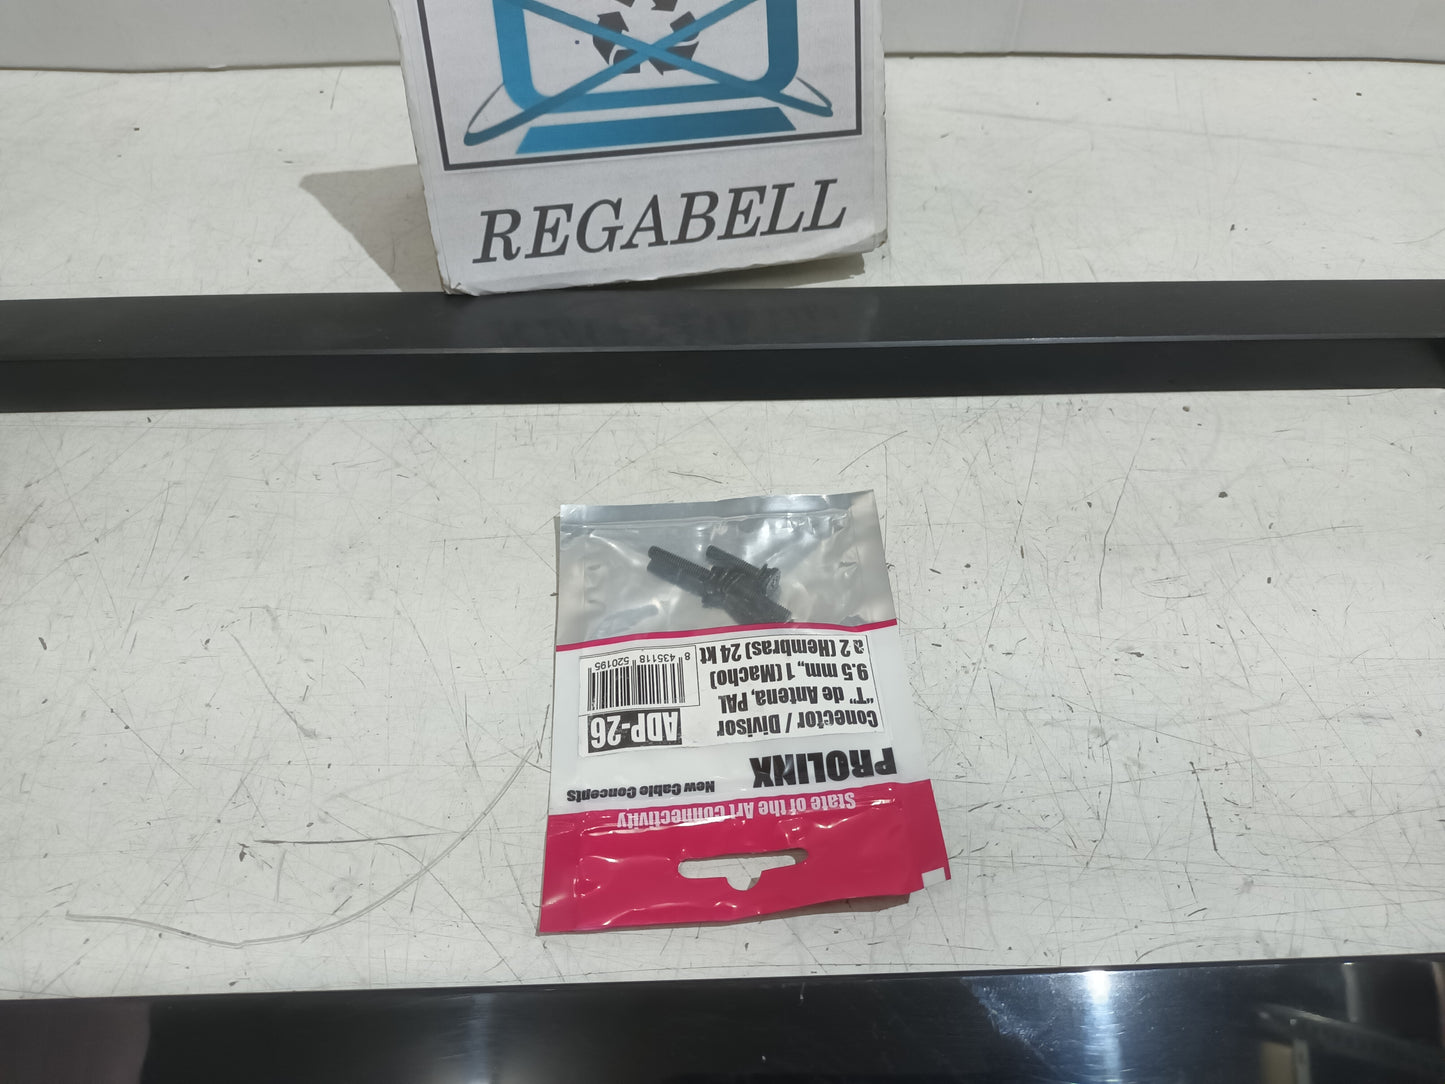 REGABELL
State of the Art Connectivity
PROLINX
New Cable Concepts
Conector / Divisor
"T" de Antena, PAL
9.5 mm, 1 (Macho)
a 2 (Hembras) 24 kt
ADP-26
8 435118 520195